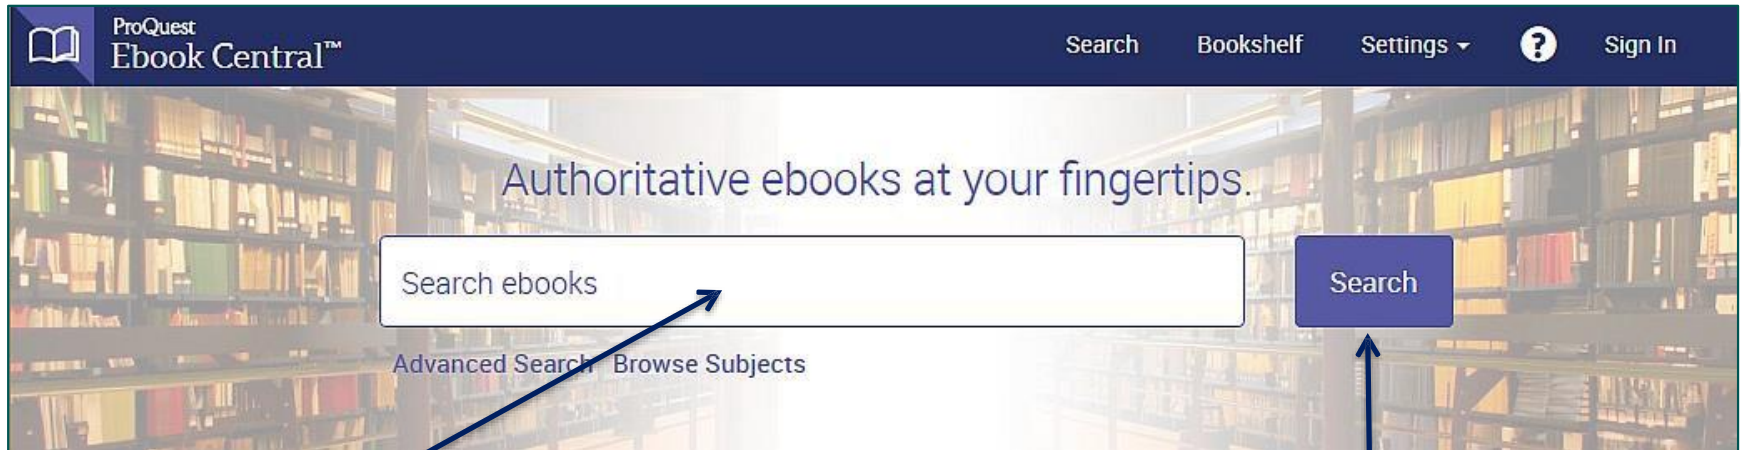 ProQuest
Ebook Central™
Search Bookshelf Settings ? Sign In
Authoritative ebooks at your fingertips.
Search ebooks
Search
Advanced Search Browse Subjects